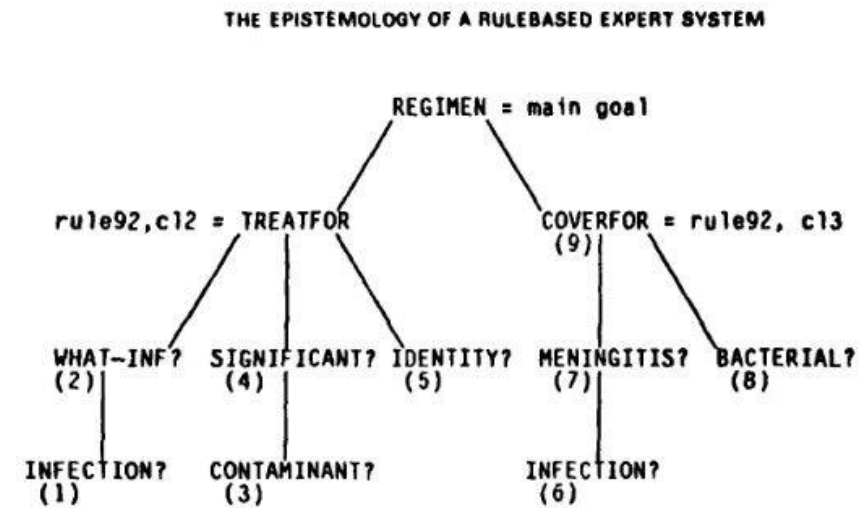 THE EPISTEMOLOGY OF A RULEBASED EXPERT SYSTEM
REGIMEN = main goal
rule92,cl2 = TREATFOR COVERFOR = rule92, cl3
(9)
WHAT-INF? SIGNIFICANT? IDENTITY? MENINGITIS? BACTERIAL?
(2) (4) (5) (7) (8)
INFECTION? CONTAMINANT? INFECTION?
(1) (3) (6)